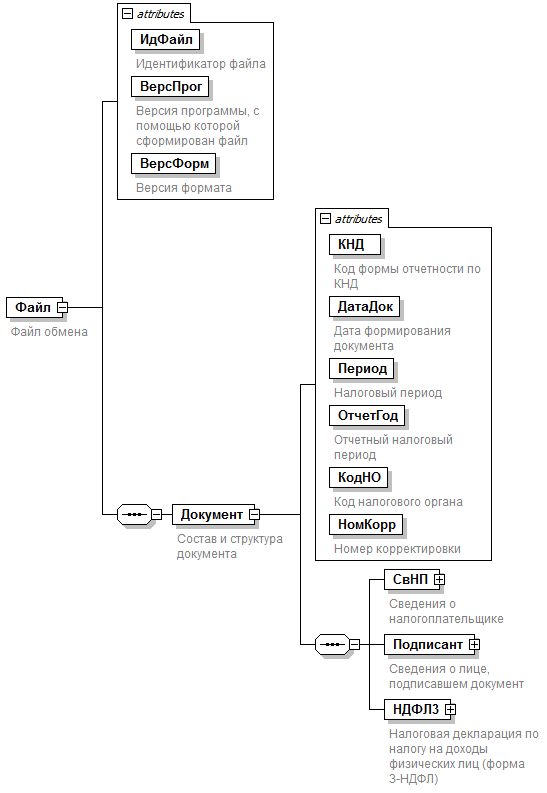 attributes
ИдФайл
Идентификатор файла
ВерсПрог
Версия программы, с
помощью которой
сформирован файл
ВерсФорм
Версия формата
attributes
КНД
Код формы отчетности по
КНД
ДатаДок
Дата формирования
документа
Период
Налоговый период
ОтчетГод
Отчетный налоговый
период
КодНО
Код налогового органа
НомКорр
Номер корректировки
Файл
Файл обмена
Документ
Состав и структура
документа
СвНП
Сведения о
налогоплательщике
Подписант
Сведения о лице,
подписавшем документ
НДФЛ3
Налоговая декларация по
налогу на доходы
физических лиц (форма
3-НДФЛ)